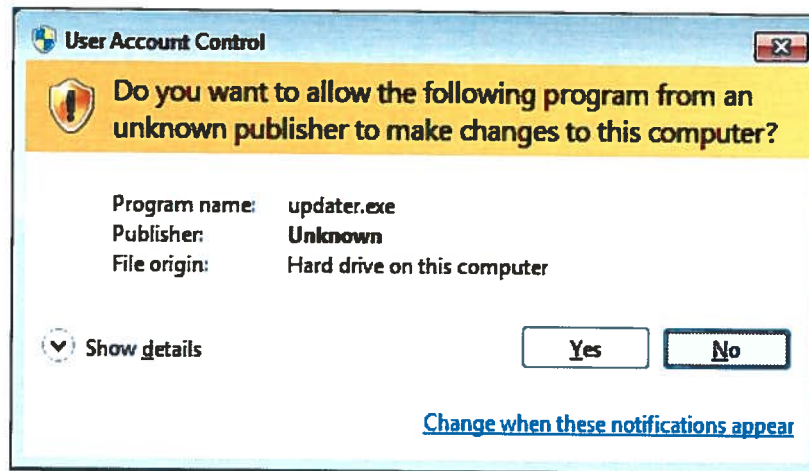 User Account Control
Do you want to allow the following program from an
unknown publisher to make changes to this computer?
Program name: updater.exe
Publisher: Unknown
File origin: Hard drive on this computer
Show details
Yes
No
Change when these notifications appear